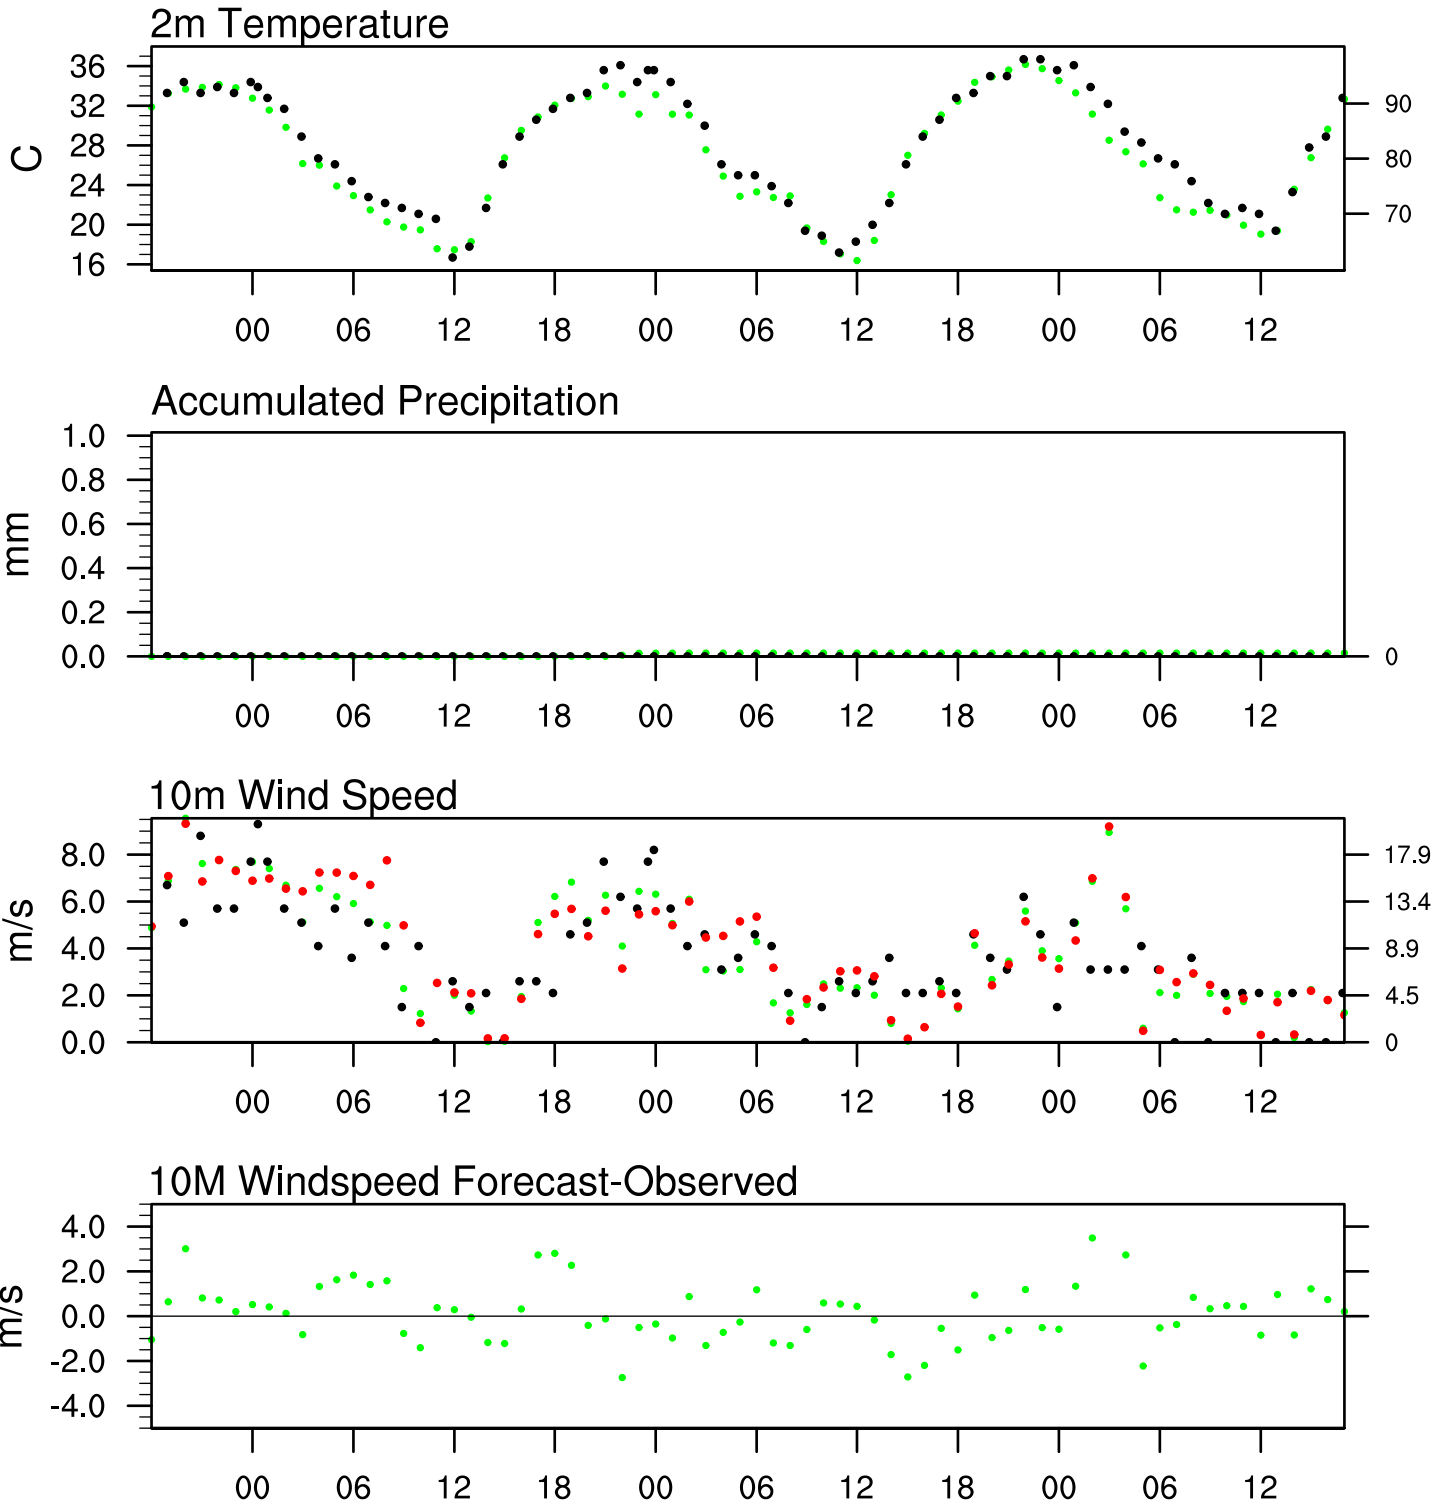 2m Temperature
C
36
32
28
24
20
16
90
80
70
00 06 12 18 00 06 12 18 00 06 12
Accumulated Precipitation
mm
1.0
0.8
0.6
0.4
0.2
0.0
0
00 06 12 18 00 06 12 18 00 06 12
10m Wind Speed
m/s
8.0
6.0
4.0
2.0
0.0
17.9
13.4
8.9
4.5
0
00 06 12 18 00 06 12 18 00 06 12
10M Windspeed Forecast-Observed
m/s
4.0
2.0
0.0
-2.0
-4.0
00 06 12 18 00 06 12 18 00 06 12